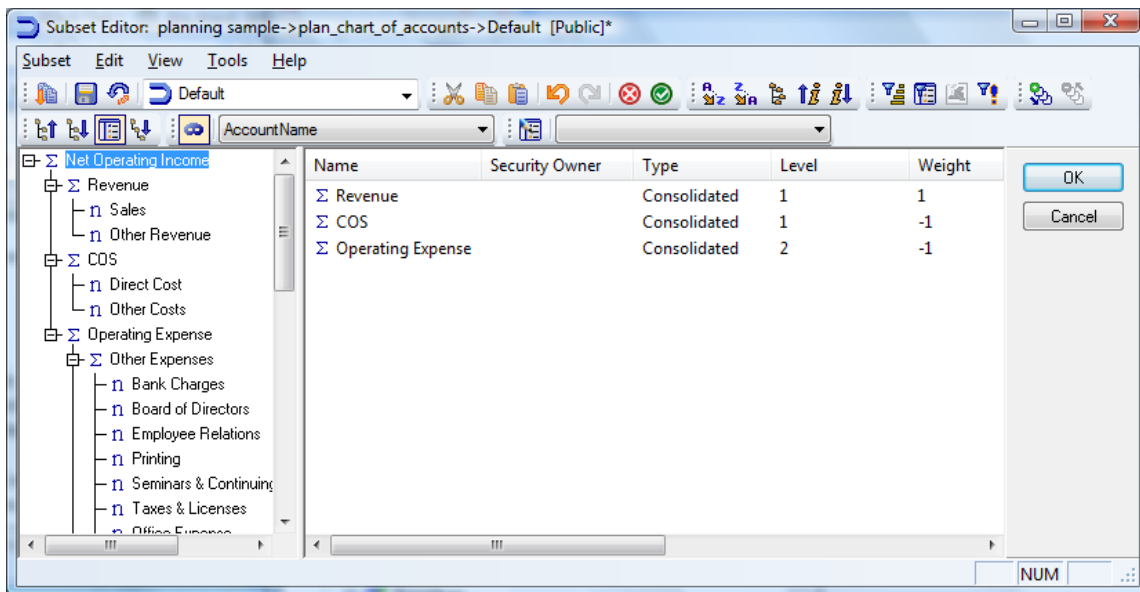 Subset Editor: planning sample->plan_chart_of_accounts->Default [Public]*
Subset Edit View Tools Help
Default
AccountName
Net Operating Income
Revenue
Sales
Other Revenue
COS
Direct Cost
Other Costs
Operating Expense
Other Expenses
Bank Charges
Board of Directors
Employee Relations
Printing
Seminars & Continuing
Taxes & Licenses
Name Security Owner Type Level Weight
Σ Revenue Consolidated 1 1
Σ COS Consolidated 1 -1
Σ Operating Expense Consolidated 2 -1
OK
Cancel
NUM